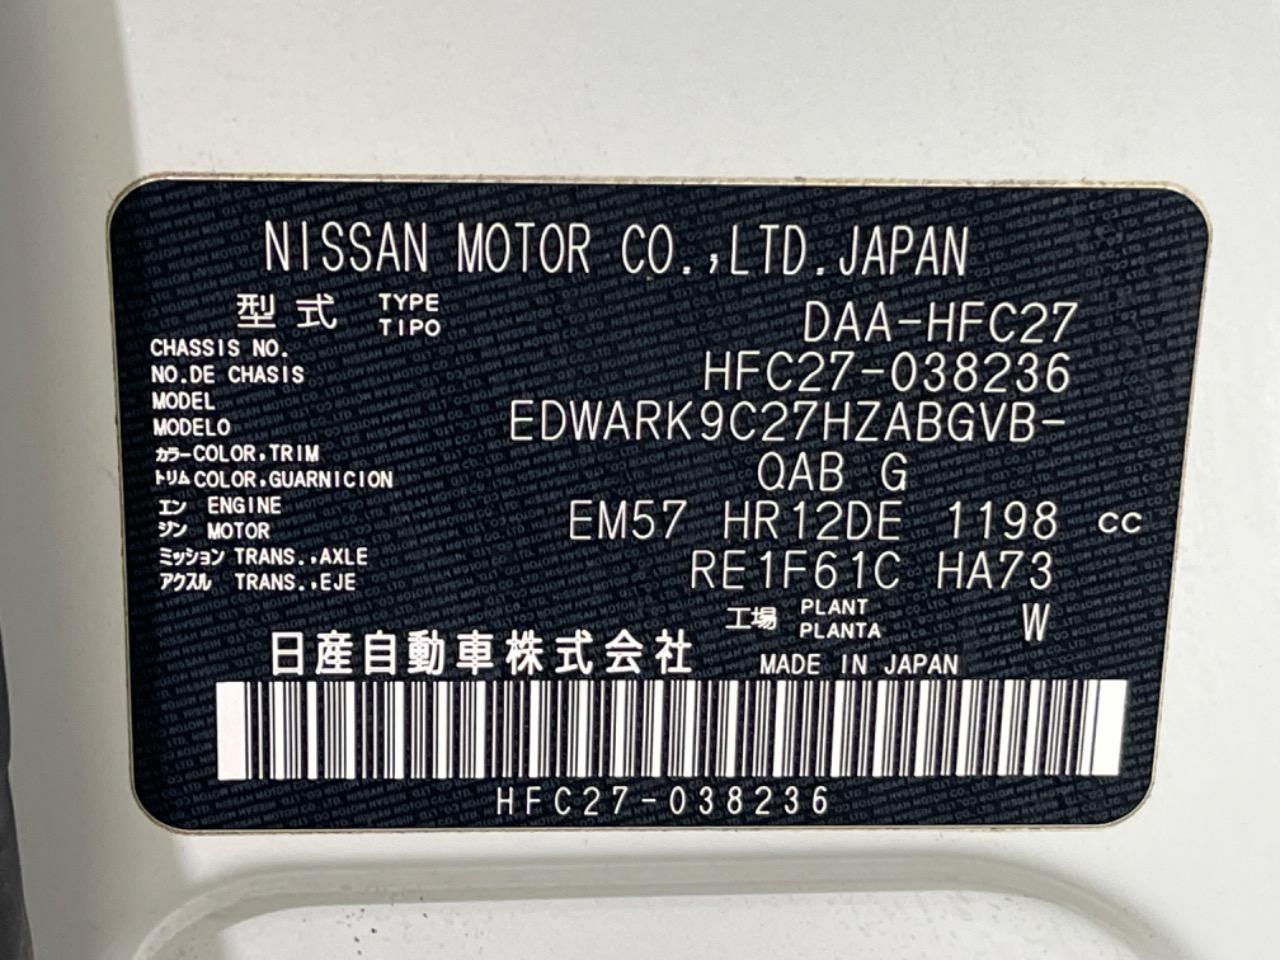 NISSAN MOTOR CO.,LTD.JAPAN
型式 TYPE TIPO DAA-HFC27
CHASSIS NO.
NO.DE CHASIS HFC27-038236
MODEL
MODELO EDWARK9C27HZABGVB-
カラー COLOR,TRIM
トリム COLOR,GUARNICION QAB G
エン ENGINE
ジン MOTOR EM57 HR12DE 1198 cc
ミッション TRANS.,AXLE
アクスル TRANS.,EJE RE1F61C HA73
工場 PLANT PLANTA W
日産自動車株式会社 MADE IN JAPAN
HFC27-038236